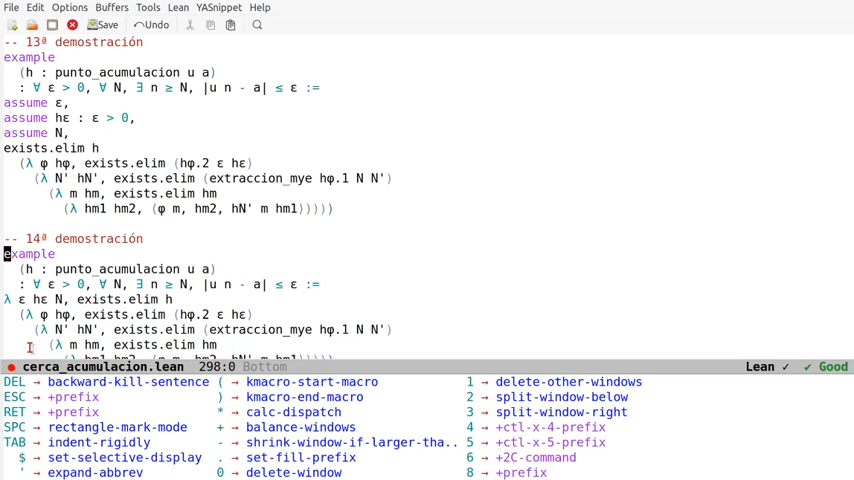 File Edit Options Buffers Tools Lean YASnippet Help
Save Undo
-- 13ª demostración
example
(h : punto_acumulacion u a)
: ∀ ε > 0, ∀ N, ∃ n ≥ N, |u n - a| ≤ ε :=
assume ε,
assume hε : ε > 0,
assume N,
exists.elim h
(λ φ hφ, exists.elim (hφ.2 ε hε)
(λ N' hN', exists.elim (extraccion_mye hφ.1 N N')
(λ m hm, exists.elim hm
(λ hm1 hm2, ⟨φ m, hm2, hN' m hm1⟩))))
-- 14ª demostración
example
(h : punto_acumulacion u a)
: ∀ ε > 0, ∀ N, ∃ n ≥ N, |u n - a| ≤ ε :=
λ ε hε N, exists.elim h
(λ φ hφ, exists.elim (hφ.2 ε hε)
(λ N' hN', exists.elim (extraccion_mye hφ.1 N N')
(λ m hm, exists.elim hm
cerca_acumulacion.lean 298:0 Bottom Lean ✓ ✓ Good
DEL → backward-kill-sentence ( → kmacro-start-macro 1 → delete-other-windows
ESC → +prefix ) → kmacro-end-macro 2 → split-window-below
RET → +prefix * → calc-dispatch 3 → split-window-right
SPC → rectangle-mark-mode + → balance-windows 4 → +ctl-x-4-prefix
TAB → indent-rigidly - → shrink-window-if-larger-tha.. 5 → +ctl-x-5-prefix
$ → set-selective-display . → set-fill-prefix 6 → +2C-command
' → expand-abbrev 0 → delete-window 8 → +prefix